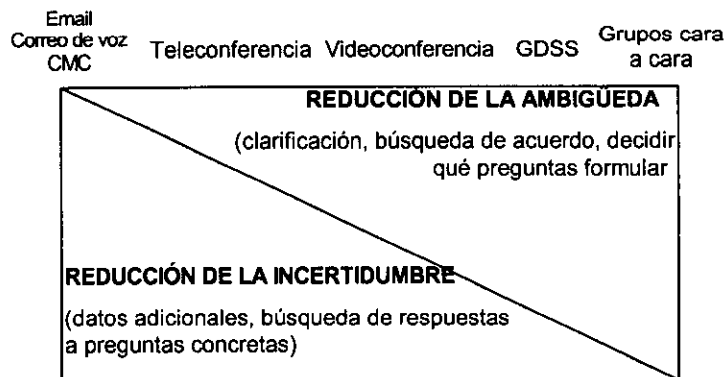 Email
Correo de voz
CMC
Teleconferencia
Videoconferencia
GDSS
Grupos cara
a cara
REDUCCIÓN DE LA AMBIGÜEDA
(clarificación, búsqueda de acuerdo, decidir
qué preguntas formular
REDUCCIÓN DE LA INCERTIDUMBRE
(datos adicionales, búsqueda de respuestas
a preguntas concretas)